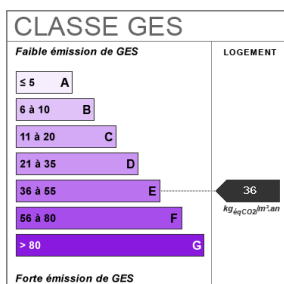 CLASSE GES
Faible émission de GES
LOGEMENT
≤ 5 A
6 à 10 B
11 à 20 C
21 à 35 D
36 à 55 E
36
kgéqCO2/m².an
56 à 80 F
> 80 G
Forte émission de GES